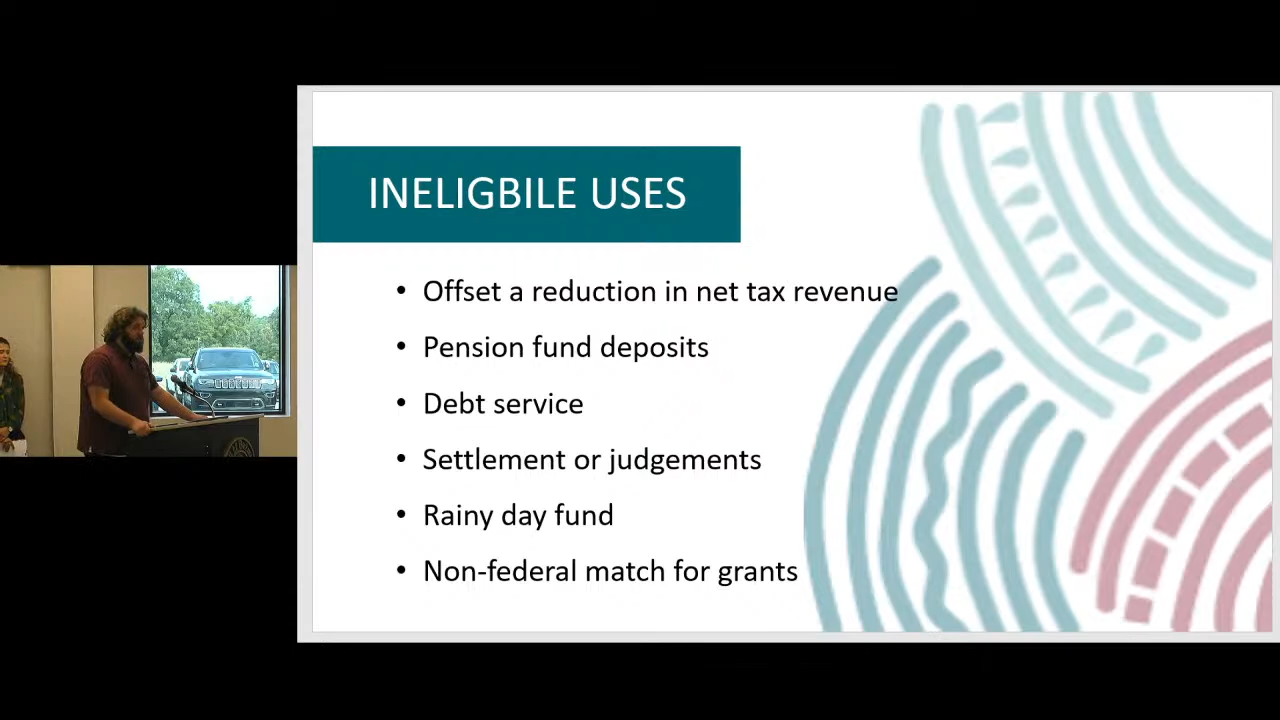 INELIGBILE USES
• Offset a reduction in net tax revenue
• Pension fund deposits
• Debt service
• Settlement or judgements
• Rainy day fund
• Non-federal match for grants